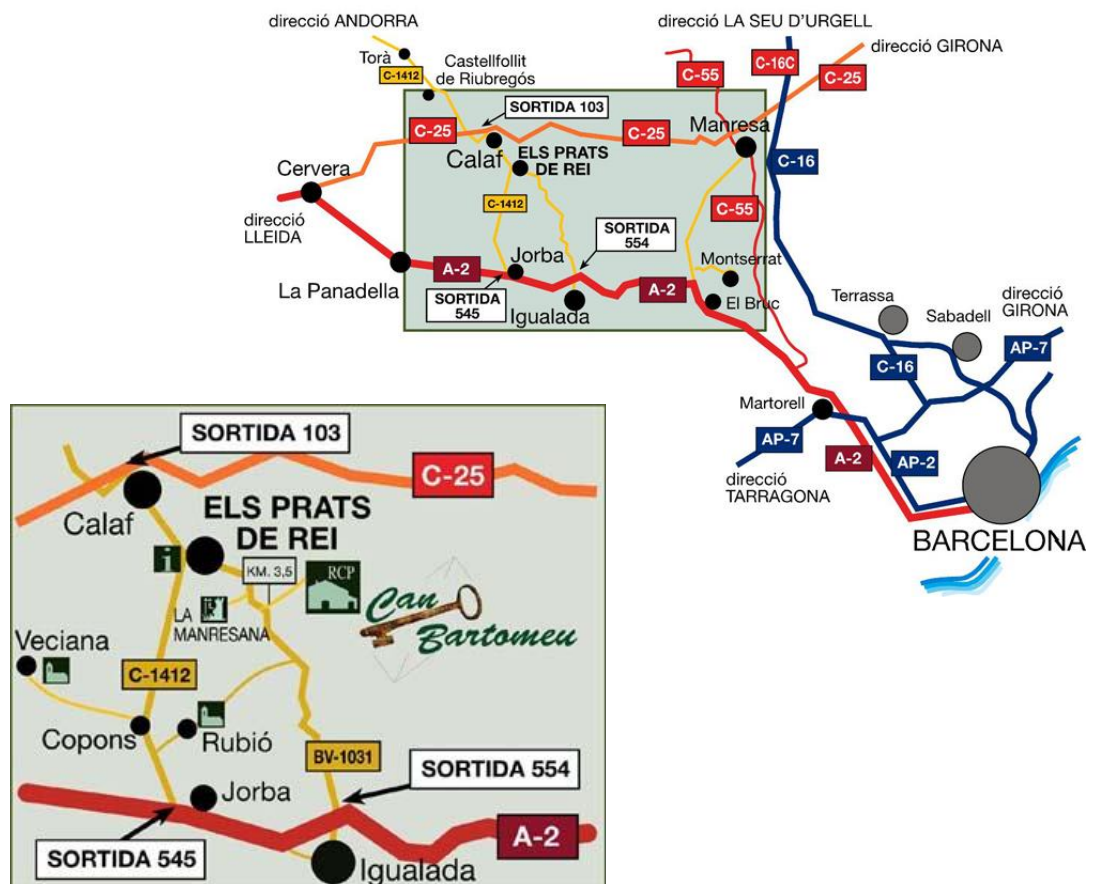 direcció ANDORRA
direcció LA SEU D'URGELL
direcció GIRONA
Torà
C-1412
Castellfollit
de Riubregós
C-55
C-16C
C-25
SORTIDA 103
C-25
C-25
Manresa
Calaf
ELS PRATS
DE REI
C-16
Cervera
C-1412
C-55
direcció
LLEIDA
SORTIDA
554
Jorba
Montserrat
A-2
A-2
La Panadella
SORTIDA
545
Igualada
El Bruc
Terrassa
Sabadell
direcció
GIRONA
AP-7
C-16
Martorell
AP-7
A-2
AP-2
direcció
TARRAGONA
BARCELONA
SORTIDA 103
C-25
Calaf
ELS PRATS
DE REI
i
KM. 3,5
RCP
LA
MANRESANA
Can
Bartomeu
Veciana
C-1412
Copons
Rubió
BV-1031
SORTIDA 554
Jorba
A-2
SORTIDA 545
Igualada